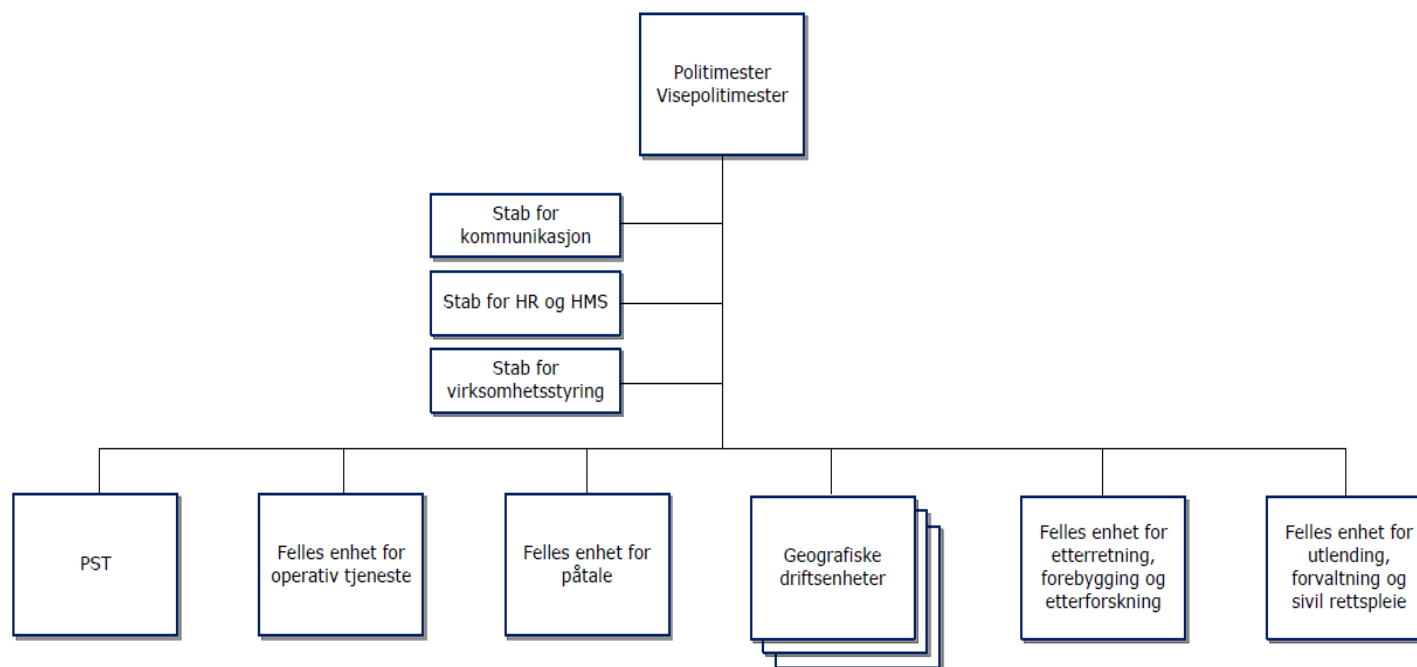 Politimester
Visepolitimester
Stab for
kommunikasjon
Stab for HR og HMS
Stab for
virksomhetsstyring
PST
Felles enhet for
operativ tjeneste
Felles enhet for
påtale
Geografiske
driftsenheter
Felles enhet for
etterretning,
forebygging og
etterforskning
Felles enhet for
utlending,
forvaltning og
sivil rettspleie